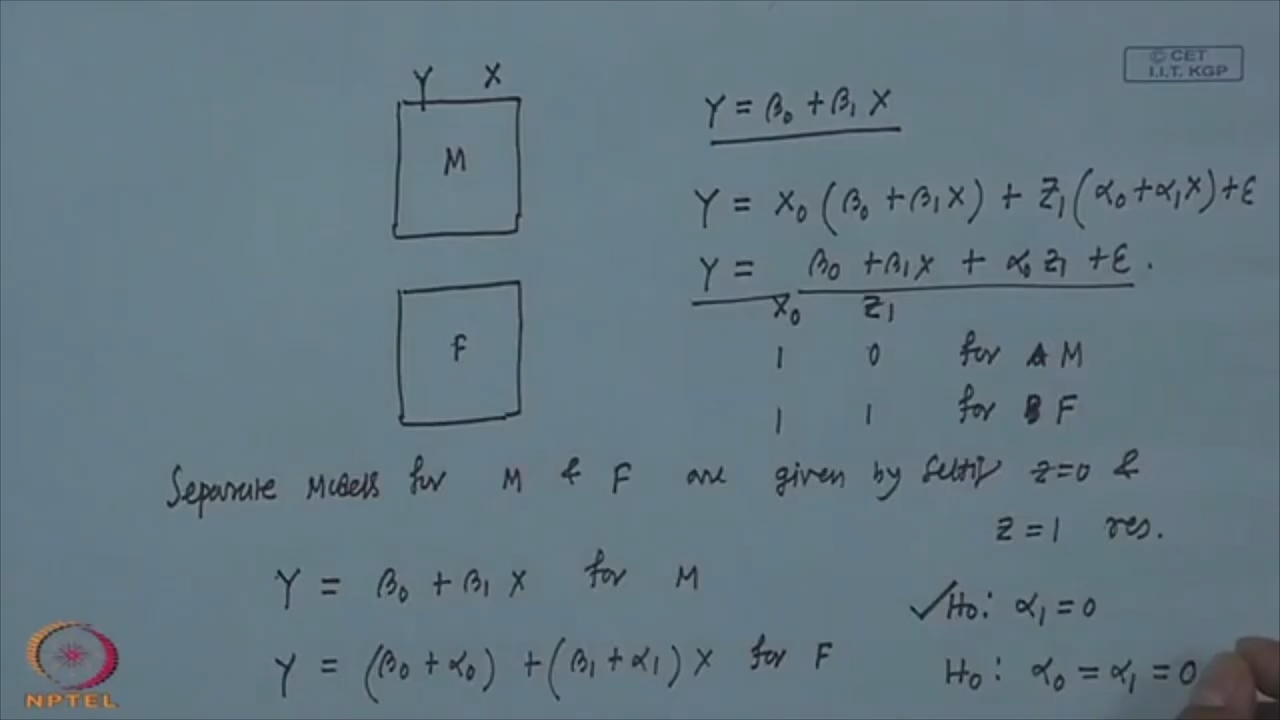 © CET
I.I.T. KGP
Y X
M
F
Y = β₀ + β₁ X
Y = X₀ (β₀ + β₁X) + Z₁(α₀ + α₁X) + ε
Y = β₀ + β₁X + α₀ Z₁ + ε .
X₀ Z₁
1 0 for M
1 1 for F
Separate Models for M & F are given by z=0 &
z = 1 res.
Y = β₀ + β₁ X for M
Y = (β₀ + α₀) + (β₁ + α₁) X for F
✓H₀: α₁ = 0
H₀: α₀ = α₁ = 0
NPTEL